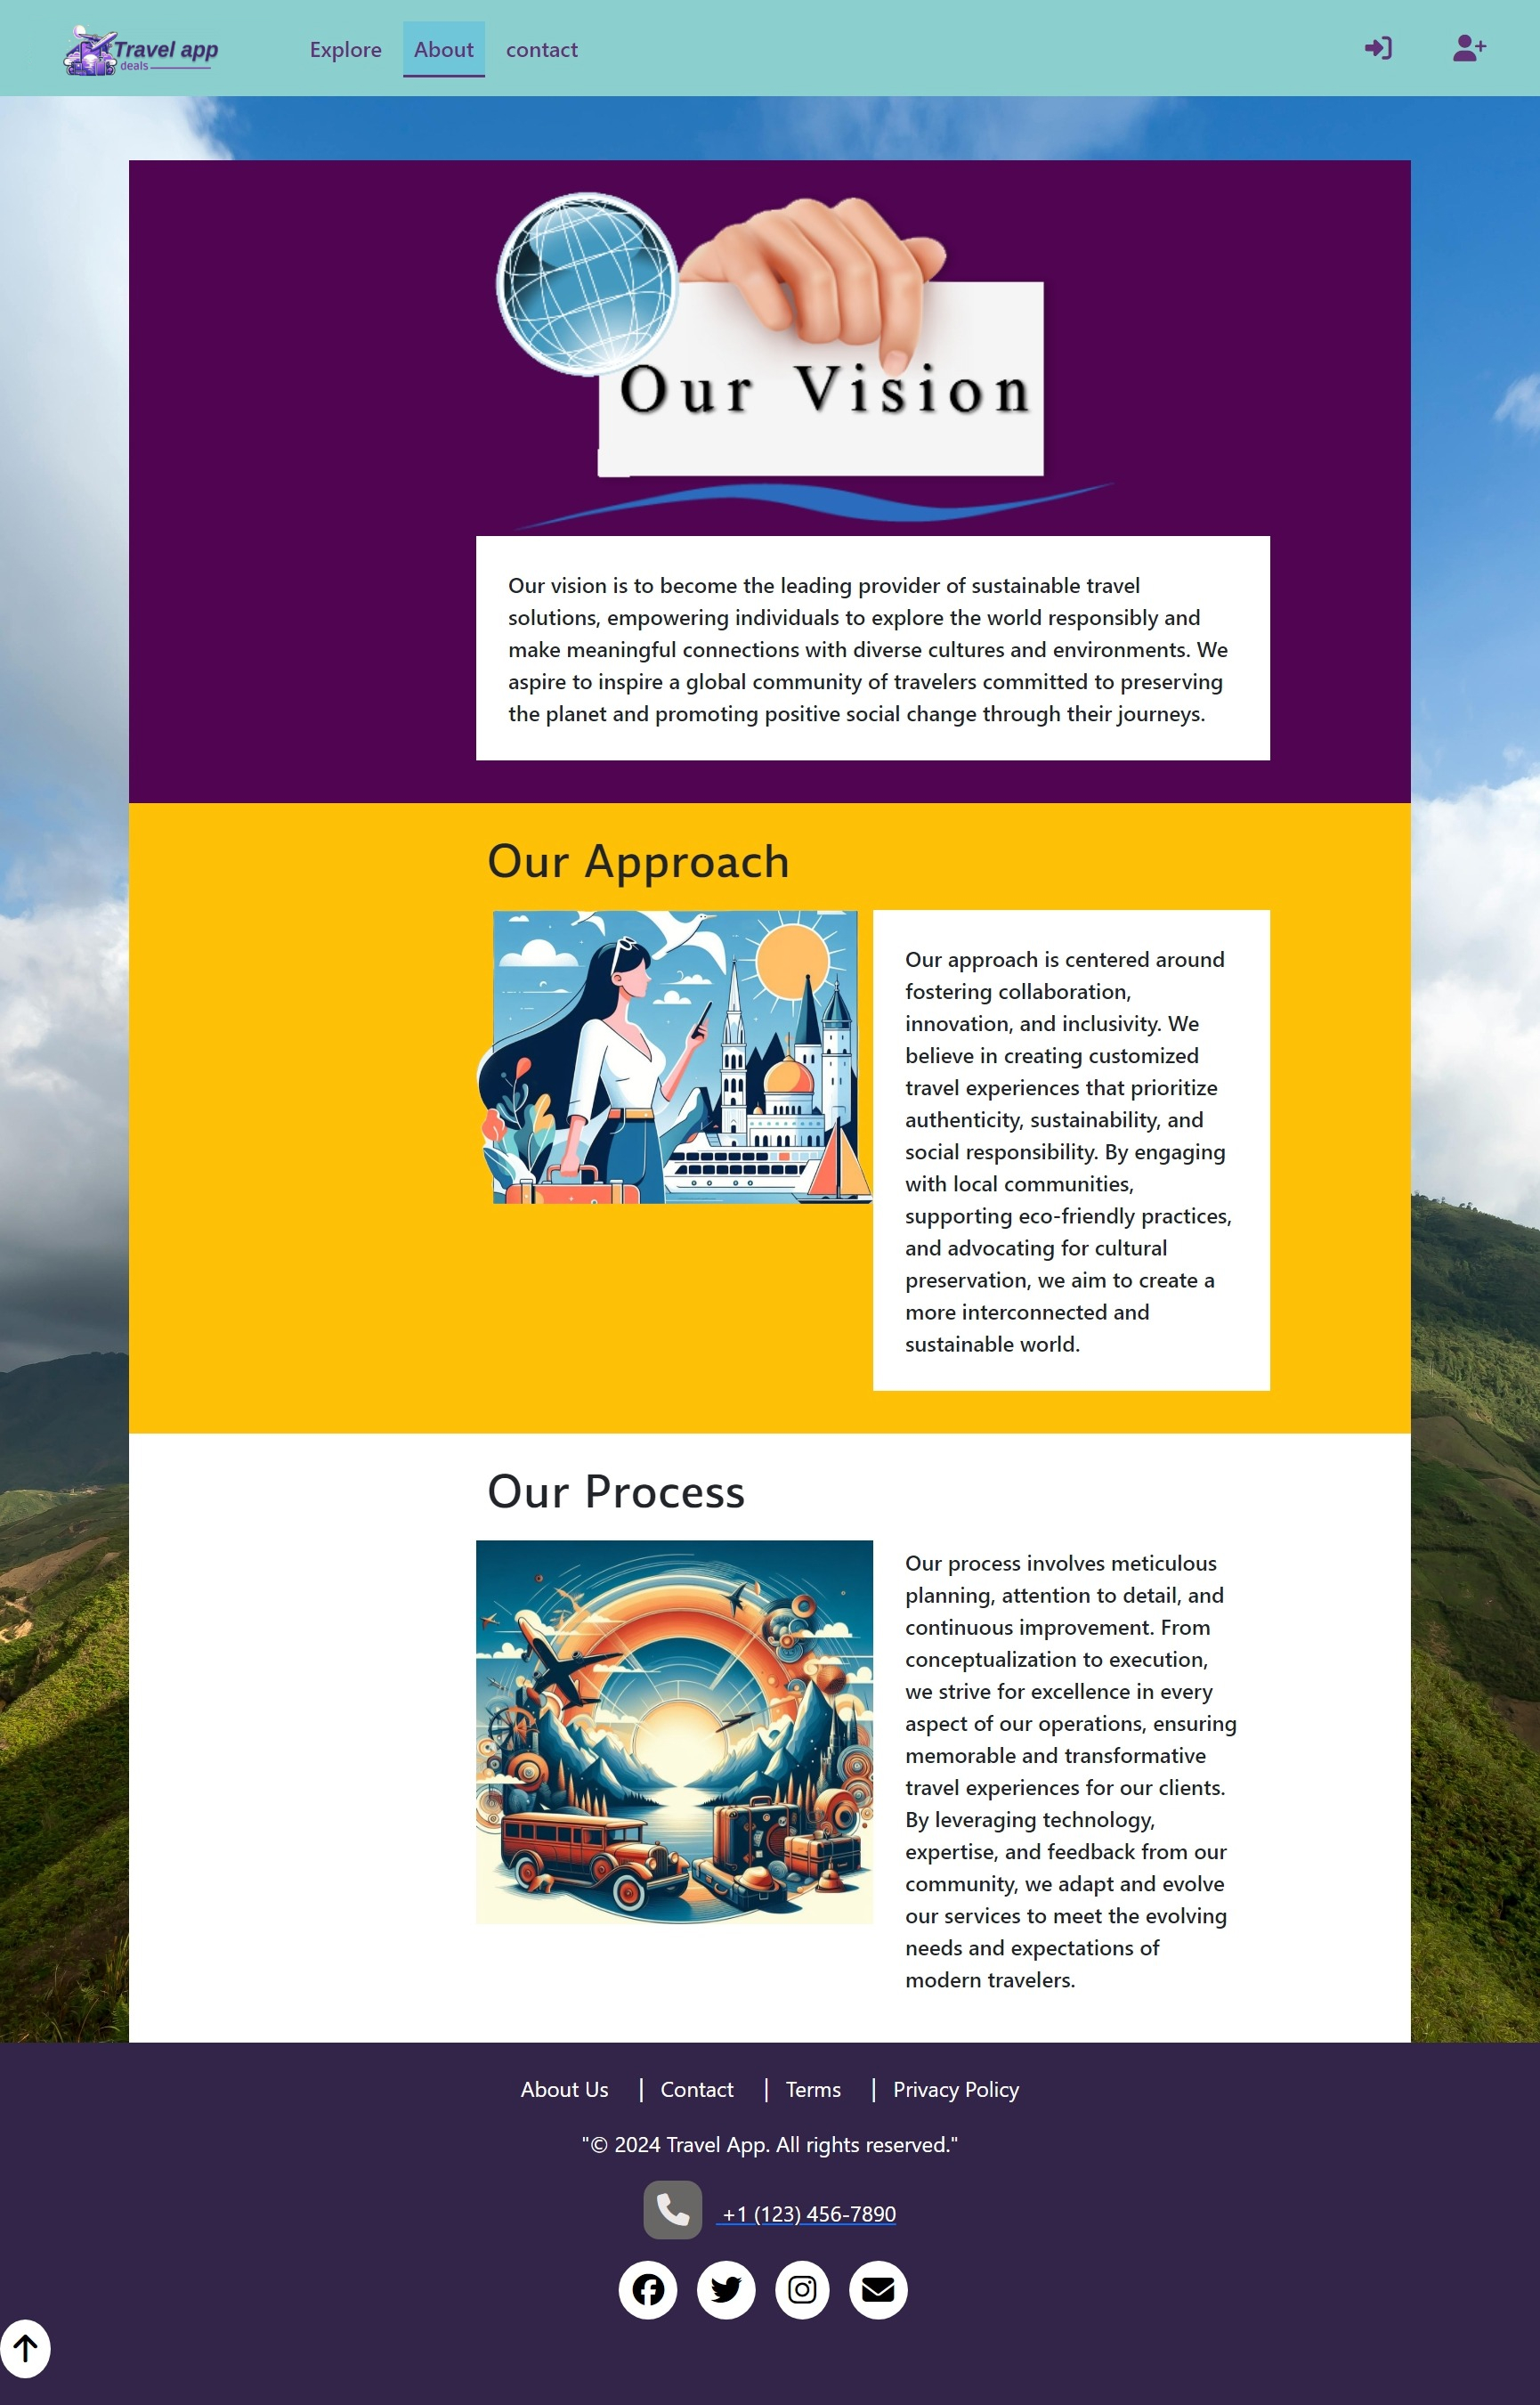 Travel app
deals
Explore About contact
Our Vision
Our vision is to become the leading provider of sustainable travel
solutions, empowering individuals to explore the world responsibly and
make meaningful connections with diverse cultures and environments. We
aspire to inspire a global community of travelers committed to preserving
the planet and promoting positive social change through their journeys.
Our Approach
Our approach is centered around
fostering collaboration,
innovation, and inclusivity. We
believe in creating customized
travel experiences that prioritize
authenticity, sustainability, and
social responsibility. By engaging
with local communities,
supporting eco-friendly practices,
and advocating for cultural
preservation, we aim to create a
more interconnected and
sustainable world.
Our Process
Our process involves meticulous
planning, attention to detail, and
continuous improvement. From
conceptualization to execution,
we strive for excellence in every
aspect of our operations, ensuring
memorable and transformative
travel experiences for our clients.
By leveraging technology,
expertise, and feedback from our
community, we adapt and evolve
our services to meet the evolving
needs and expectations of
modern travelers.
About Us | Contact | Terms | Privacy Policy
"© 2024 Travel App. All rights reserved."
+1 (123) 456-7890